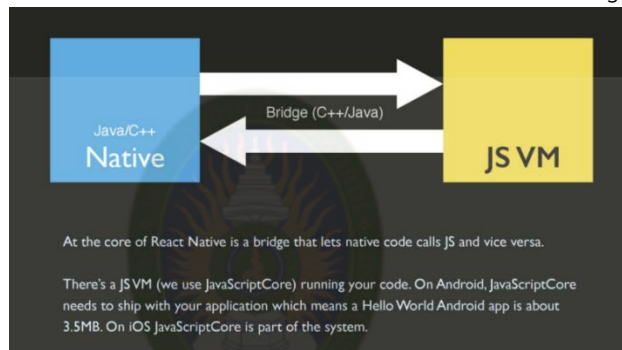 Bridge (C++/Java)
Java/C++
Native
JS VM
At the core of React Native is a bridge that lets native code calls JS and vice versa.
There's a JS VM (we use JavaScriptCore) running your code. On Android, JavaScriptCore
needs to ship with your application which means a Hello World Android app is about
3.5MB. On iOS JavaScriptCore is part of the system.